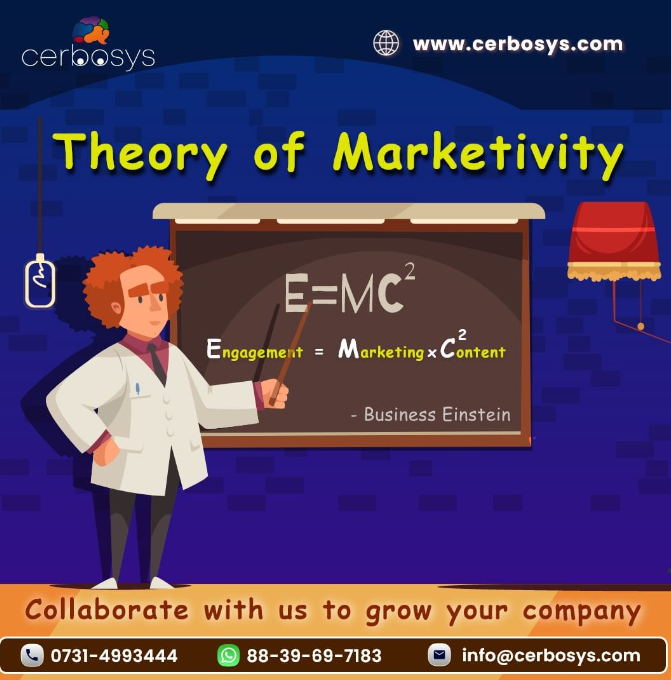 cerbosys
www.cerbosys.com
Theory of Marketivity
E=MC²
Engagement = Marketing x Content²
- Business Einstein
Collaborate with us to grow your company
0731-4993444 88-39-69-7183 info@cerbosys.com